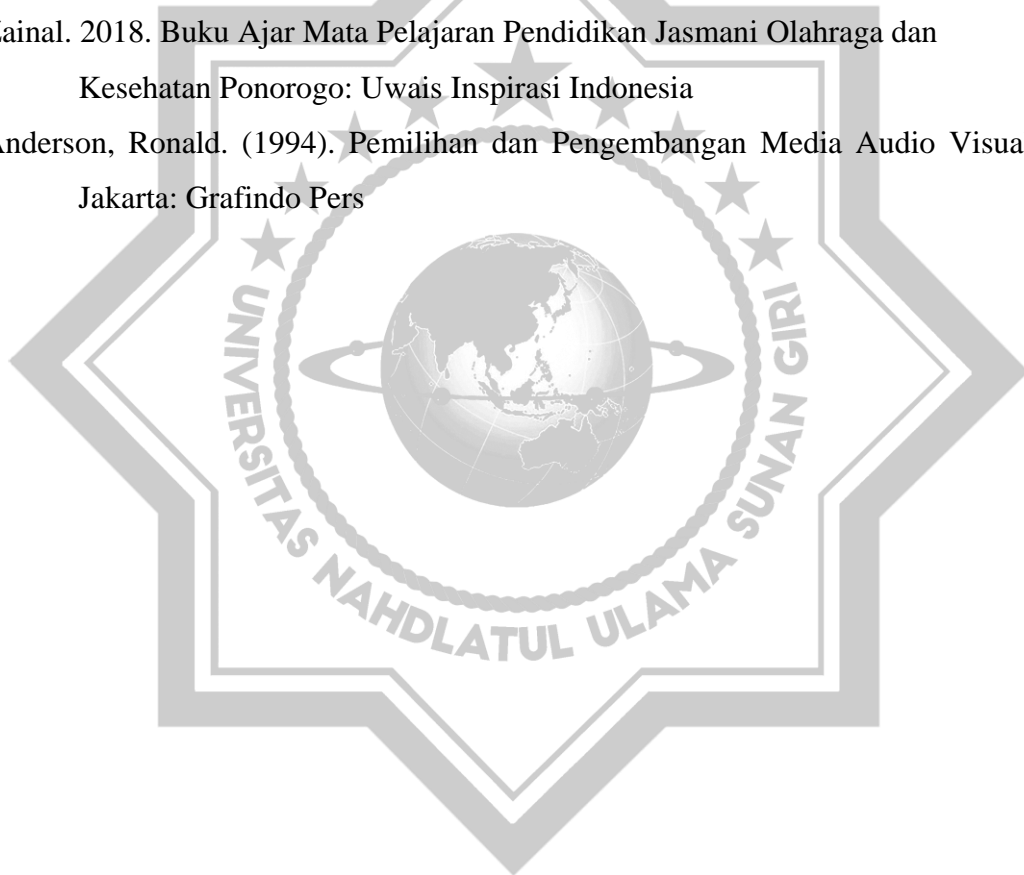 Zainal. 2018. Buku Ajar Mata Pelajaran Pendidikan Jasmani Olahraga dan
Kesehatan Ponorogo: Uwais Inspirasi Indonesia
Anderson, Ronald. (1994). Pemilihan dan Pengembangan Media Audio Visua
Jakarta: Grafindo Pers
UNIVERSITAS NAHDLATUL ULAMA SUNAN GIRI